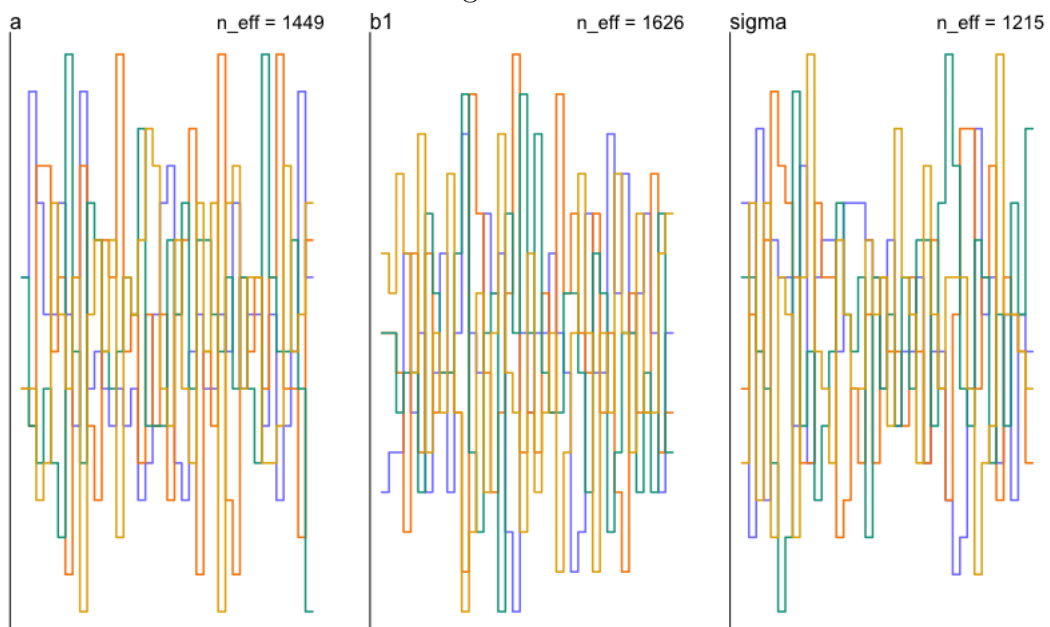 a n_eff = 1449
b1 n_eff = 1626
sigma n_eff = 1215